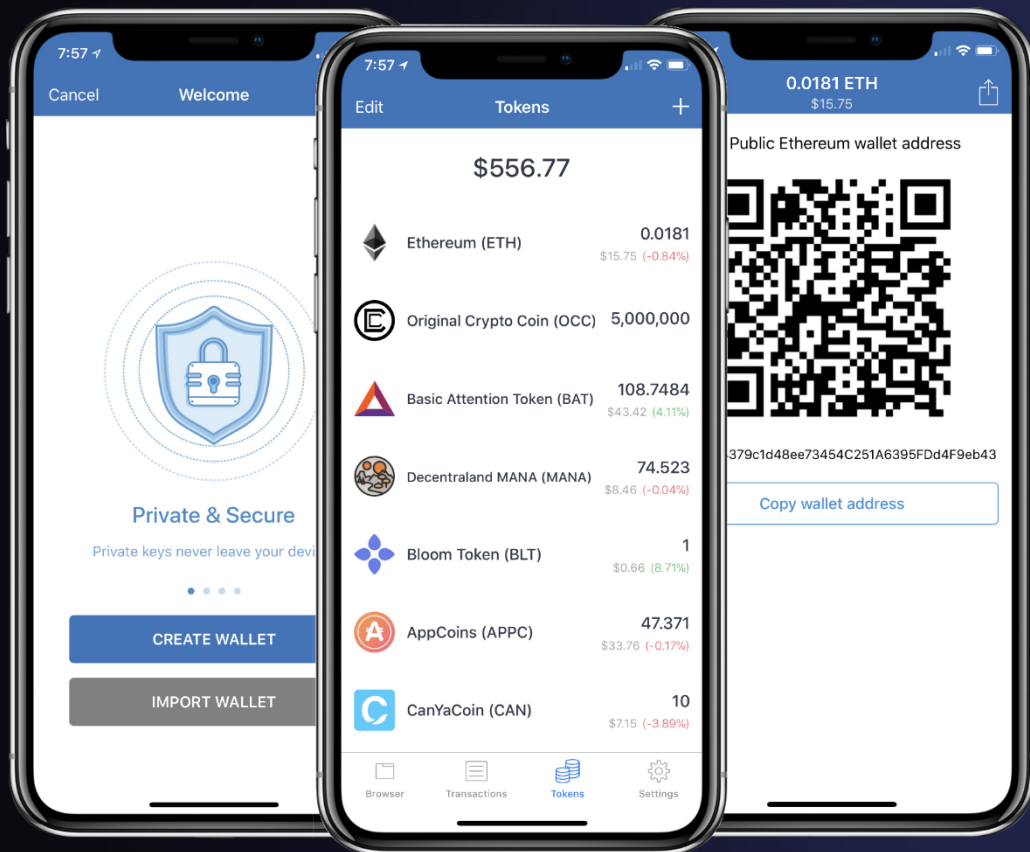 7:57
Cancel
Welcome
Private & Secure
Private keys never leave your
CREATE WALLET
IMPORT WALLET
7:57
Edit
Tokens
+
$556.77
Ethereum (ETH)
0.0181
$15.75 (-0.84%)
Original Crypto Coin (OCC)
5,000,000
Basic Attention Token (BAT)
108.7484
$43.42 (4.11%)
Decentraland MANA (MANA)
74.523
$8.46 (-0.04%)
Bloom Token (BLT)
1
$0.66 (8.71%)
AppCoins (APPC)
47.371
$33.76 (-0.17%)
CanYaCoin (CAN)
10
$7.15 (-3.89%)
Browser
Transactions
Tokens
Settings
0.0181 ETH
$15.75
Public Ethereum wallet address
379c1d48ee73454C251A6395FDd4F9eb43
Copy wallet address